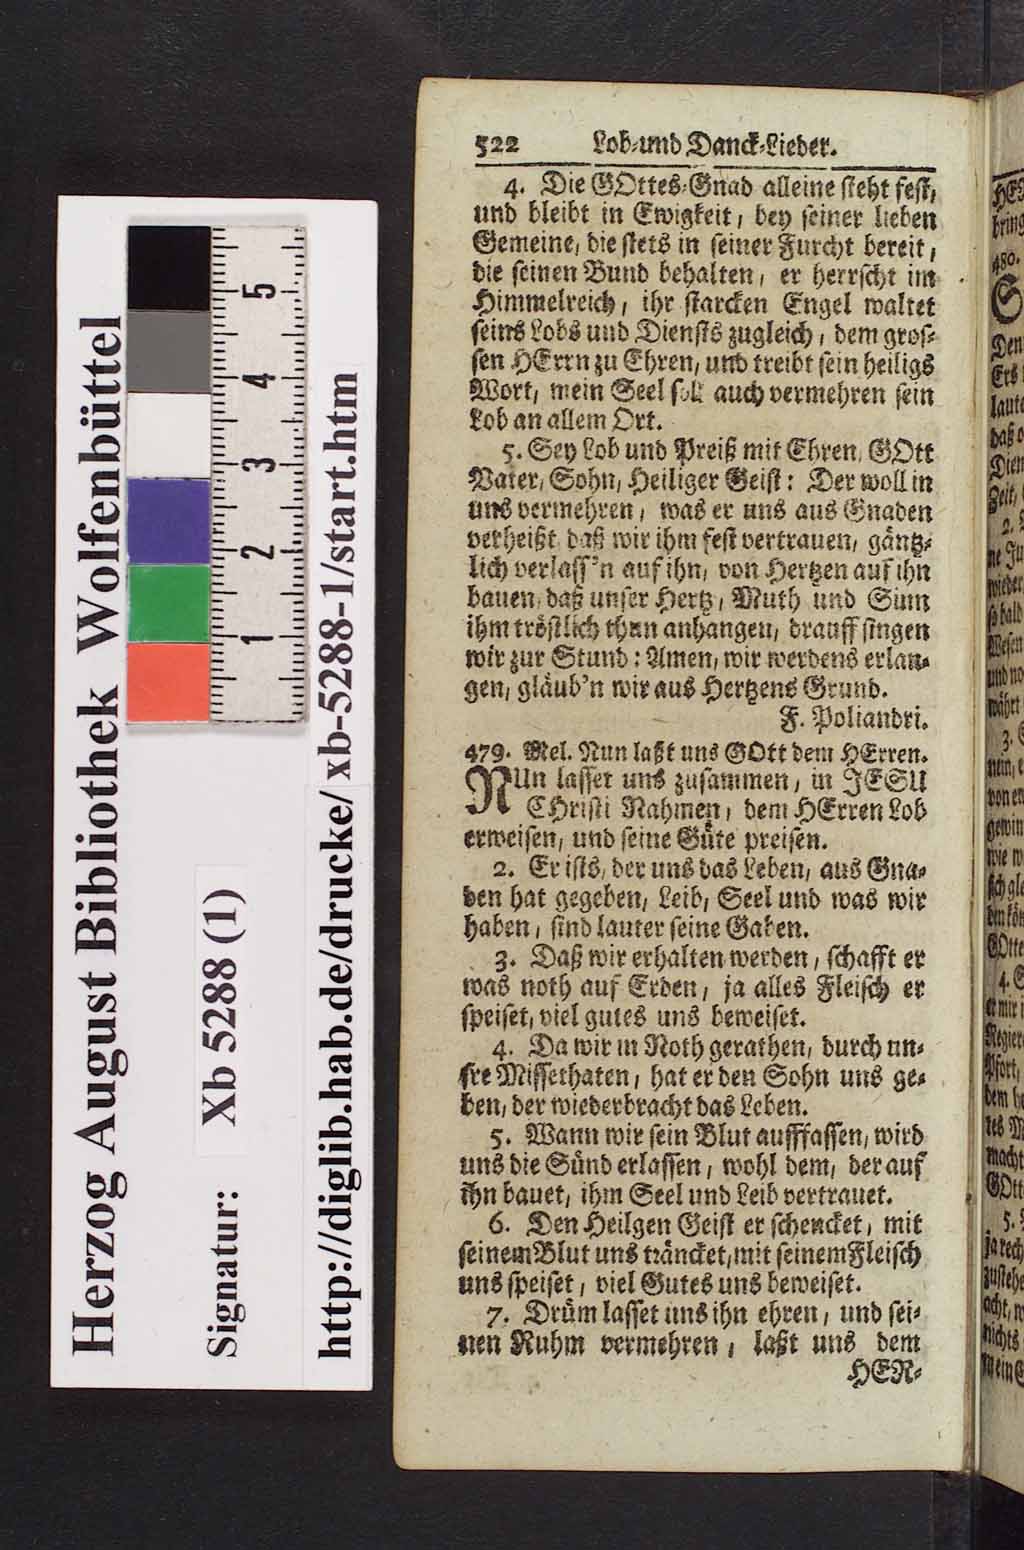 522 Lob-und Danck-Lieder.
4. Die GOttes-Gnad alleine steht fest,
und bleibt in Ewigkeit, bey seiner lieben
Gemeine, die stets in seiner Furcht bereit,
die seinen Bund behalten, er herrscht im
Himmelreich, ihr starcken Engel waltet
seins Lobs und Diensts zugleich, dem gros-
sen HErrn zu Ehren, und treibt sein heiligs
Wort, mein Seel soll auch vermehren sein
Lob an allem Ort.
5. Sey Lob und Preiß mit Ehren, GOtt
Vater, Sohn, Heiliger Geist: Der woll in
uns vermehren, was er uns aus Gnaden
verheißt, daß wir ihm fest vertrauen, gäntz-
lich verlass'n auf ihn, von Hertzen auf ihn
bauen, daß unser Hertz, Muth und Sinn
ihm tröstlich thun anhangen, drauff singen
wir zur Stund: Amen, wir werdens erlan-
gen, gläub'n wir aus Hertzens Grund.
F. Poliandri.
479. Mel. Nun laßt uns GOtt dem HErren.
NUn lasset uns zusammen, in JESU
CHristi Nahmen, dem HErren Lob
erweisen, und seine Güte preisen.
2. Er ists, der uns das Leben, aus Gna-
den hat gegeben, Leib, Seel und was wir
haben, sind lauter seine Gaben.
3. Daß wir erhalten werden, schafft er
was noth auf Erden, ja alles Fleisch er
speiset, viel gutes uns beweiset.
4. Da wir in Noth gerathen, durch un-
sre Missethaten, hat er den Sohn uns ge-
ben, der wiederbracht das Leben.
5. Wann wir sein Blut aufffassen, wird
uns die Sünd erlassen, wohl dem, der auf
ihn bauet, ihm Seel und Leib vertrauet.
6. Den Heilgen Geist er schencket, mit
seinem Blut uns träncket, mit seinem Fleisch
uns speiset, viel Gutes uns beweiset.
7. Drüm lasset uns ihn ehren, und sei-
nen Ruhm vermehren, laßt uns dem
HER-
Herzog August Bibliothek Wolfenbüttel
Signatur: Xb 5288 (1)
http://diglib.hab.de/drucke/xb-5288-1/start.htm
5
4
3
2
1